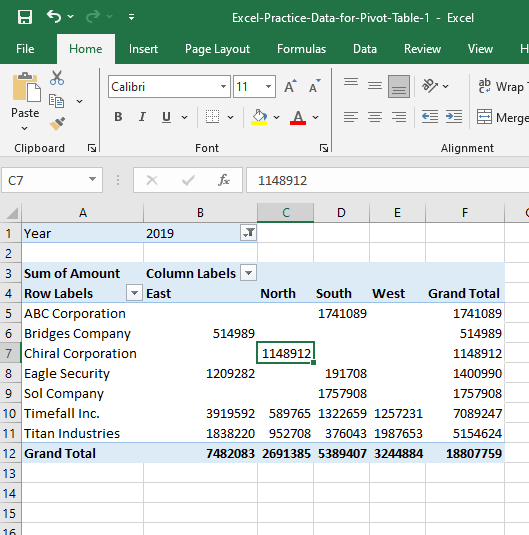 Excel-Practice-Data-for-Pivot-Table-1 - Excel
File Home Insert Page Layout Formulas Data Review View H
Paste
Calibri 11 A A
B I U A
ab Wrap
Merge
Clipboard Font Alignment
C7 fx 1148912
A B C D E F
1 Year 2019
2
3 Sum of Amount Column Labels
4 Row Labels East North South West Grand Total
5 ABC Corporation 1741089 1741089
6 Bridges Company 514989 514989
7 Chiral Corporation 1148912 1148912
8 Eagle Security 1209282 191708 1400990
9 Sol Company 1757908 1757908
10 Timefall Inc. 3919592 589765 1322659 1257231 7089247
11 Titan Industries 1838220 952708 376043 1987653 5154624
12 Grand Total 7482083 2691385 5389407 3244884 18807759
13
14
15
16